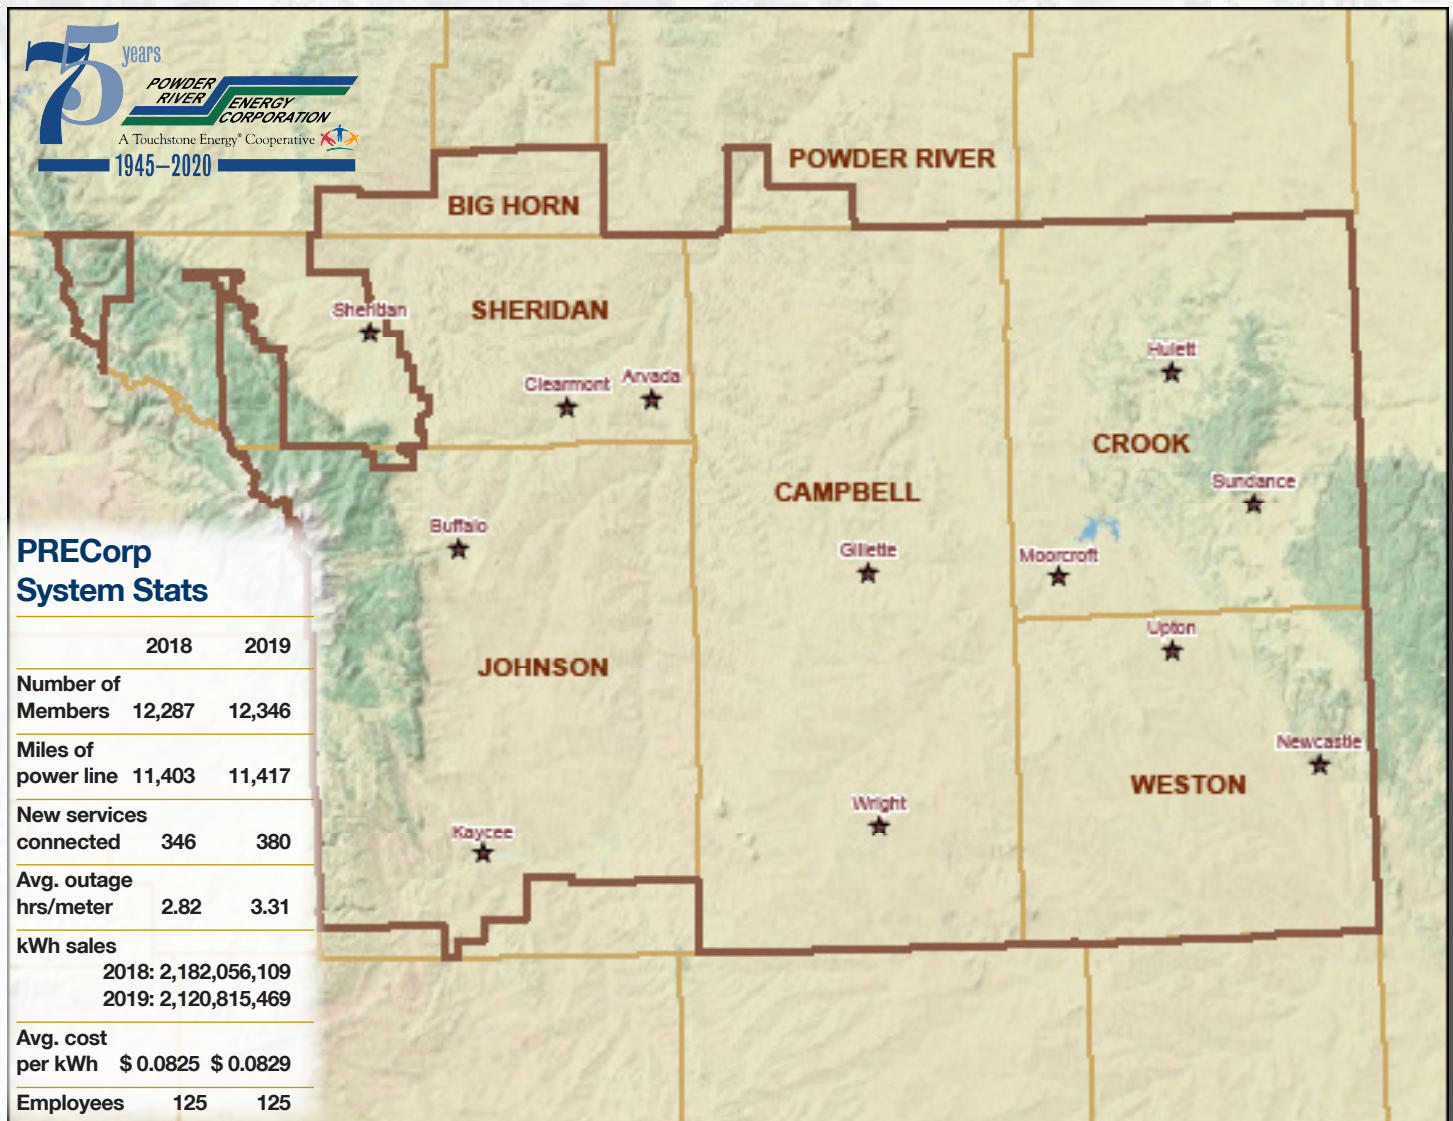 75 years
POWDER
RIVER
ENERGY
CORPORATION
A Touchstone Energy® Cooperative
1945–2020
POWDER RIVER
BIG HORN
SHERIDAN
Sheridan
Clearmont
Arvada
Hulett
CROOK
Sundance
CAMPBELL
Buffalo
Gillette
Moorcroft
Upton
JOHNSON
Newcastle
WESTON
Wright
Kaycee
PRECorp
System Stats
2018 2019
Number of
Members 12,287 12,346
Miles of
power line 11,403 11,417
New services
connected 346 380
Avg. outage
hrs/meter 2.82 3.31
kWh sales
2018: 2,182,056,109
2019: 2,120,815,469
Avg. cost
per kWh $ 0.0825 $ 0.0829
Employees 125 125